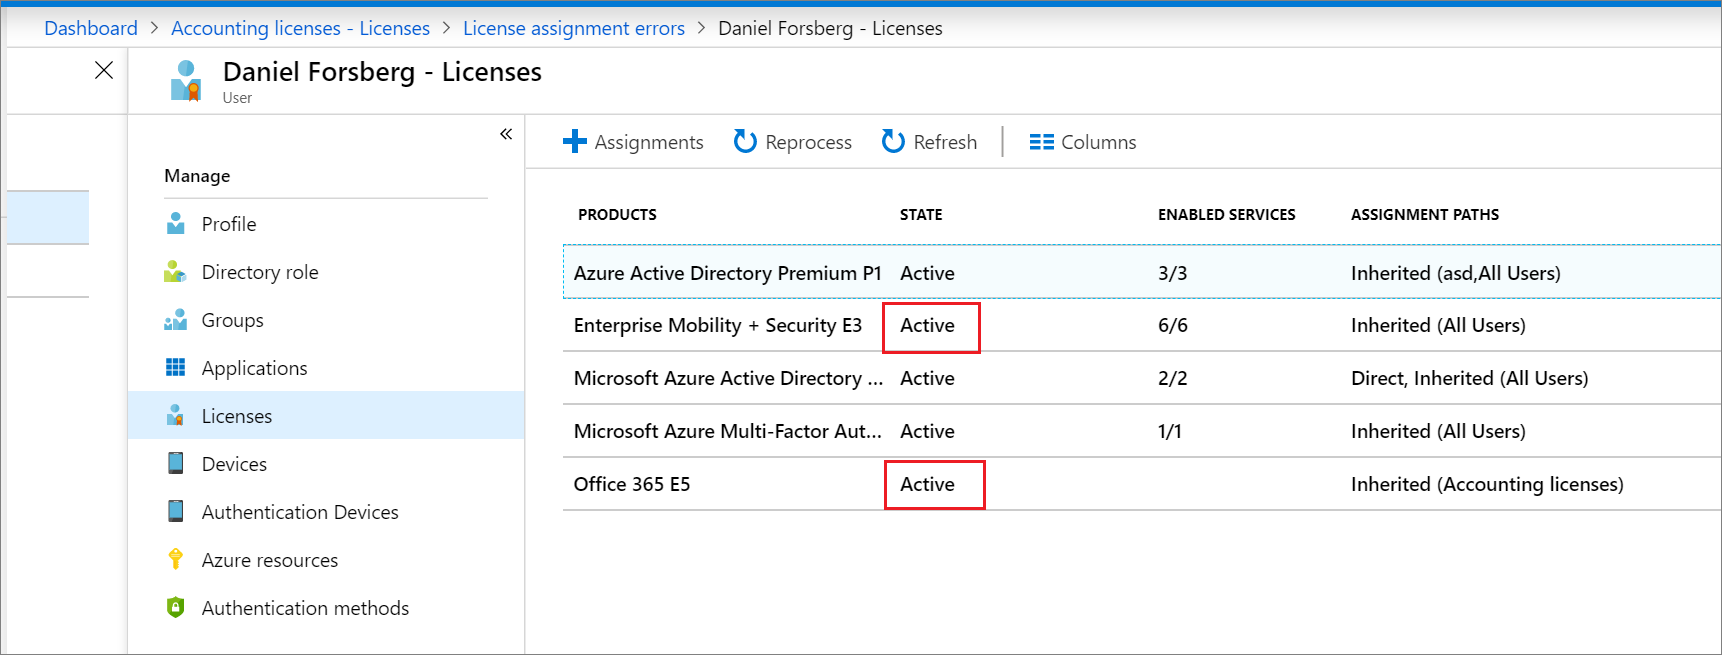 Dashboard > Accounting licenses - Licenses > License assignment errors > Daniel Forsberg - Licenses
Daniel Forsberg - Licenses
User
Manage
Profile
Directory role
Groups
Applications
Licenses
Devices
Authentication Devices
Azure resources
Authentication methods
Assignments Reprocess Refresh Columns
PRODUCTS STATE ENABLED SERVICES ASSIGNMENT PATHS
Azure Active Directory Premium P1 Active 3/3 Inherited (asd,All Users)
Enterprise Mobility + Security E3 Active 6/6 Inherited (All Users)
Microsoft Azure Active Directory ... Active 2/2 Direct, Inherited (All Users)
Microsoft Azure Multi-Factor Aut... Active 1/1 Inherited (All Users)
Office 365 E5 Active Inherited (Accounting licenses)